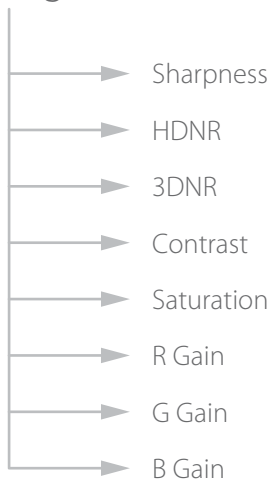 Sharpness
HDNR
3DNR
Contrast
Saturation
R Gain
G Gain
B Gain